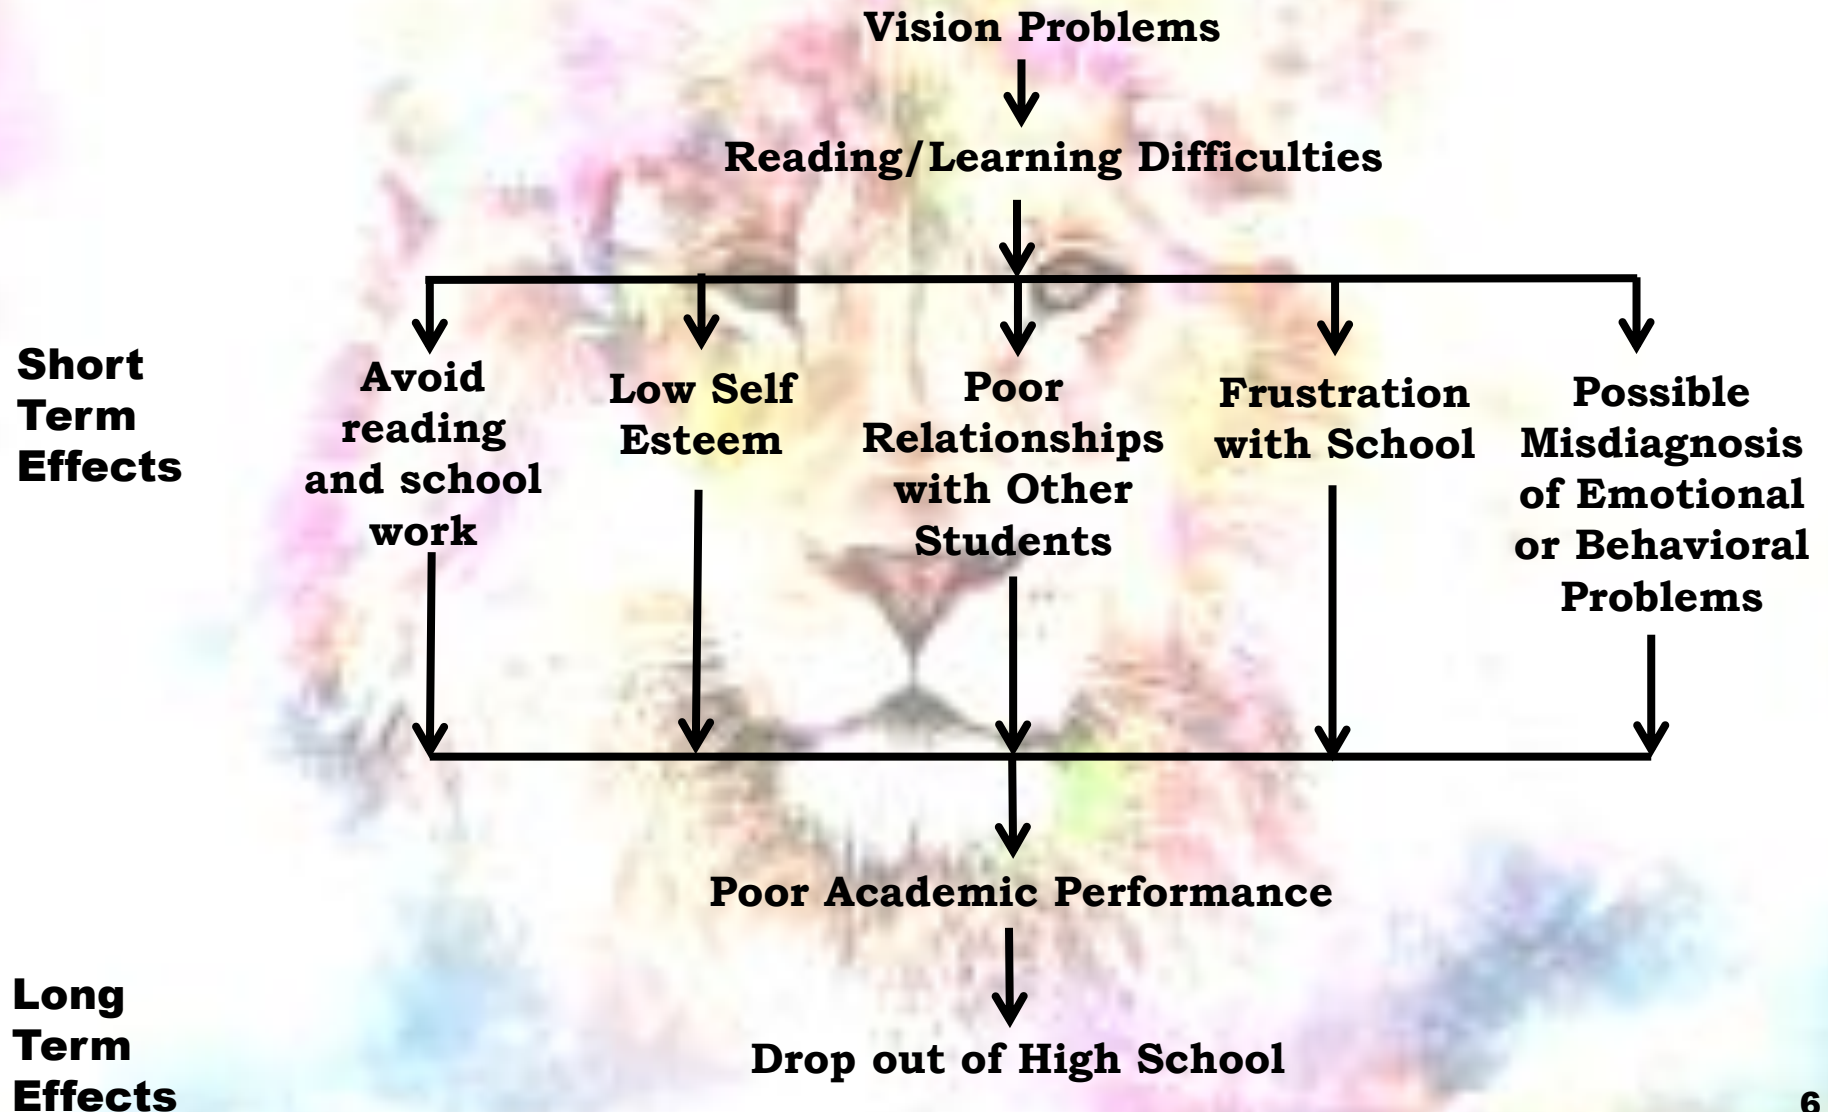 Vision Problems
Reading/Learning Difficulties
Short
Term
Effects
Avoid
reading
and school
work
Low Self
Esteem
Poor
Relationships
with Other
Students
Frustration
with School
Possible
Misdiagnosis
of Emotional
or Behavioral
Problems
Poor Academic Performance
Long
Term
Effects
Drop out of High School
6